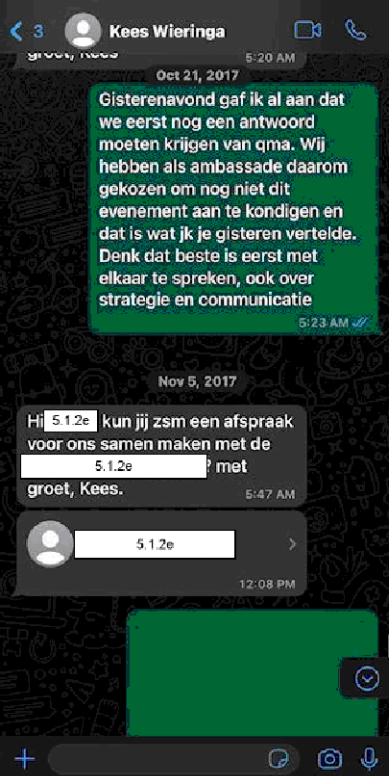 3
Kees Wieringa
groet, Kees
5:20 AM
Oct 21, 2017
Gisterenavond gaf ik al aan dat
we eerst nog een antwoord
moeten krijgen van qma. Wij
hebben als ambassade daarom
gekozen om nog niet dit
evenement aan te kondigen en
dat is wat jk je gisteren vertelde.
Denk dat beste is eerst met
elkaar te spreken, ook over
strategie en communicatie
5:23 AM
Nov 5, 2017
Hi 5.1.2e kun jij zsm een afspraak
voor ons samen maken met de
5.1.2e ? met
groet, Kees.
5:47 AM
5.1.2e
12:08 PM